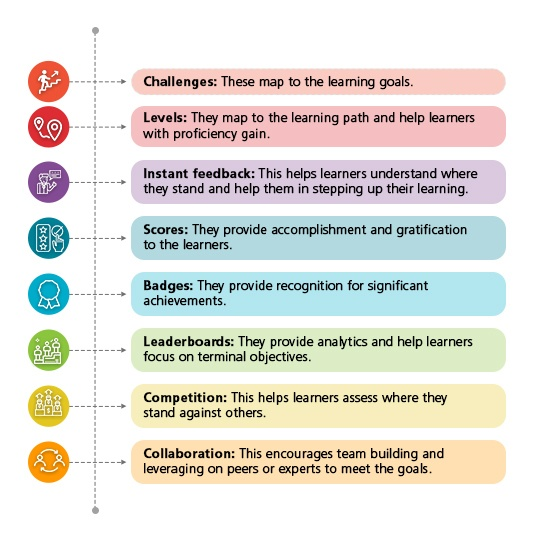 Challenges: These map to the learning goals.
Levels: They map to the learning path and help learners
with proficiency gain.
Instant feedback: This helps learners understand where
they stand and help them in stepping up their learning.
Scores: They provide accomplishment and gratification
to the learners.
Badges: They provide recognition for significant
achievements.
Leaderboards: They provide analytics and help learners
focus on terminal objectives.
Competition: This helps learners assess where they
stand against others.
Collaboration: This encourages team building and
leveraging on peers or experts to meet the goals.